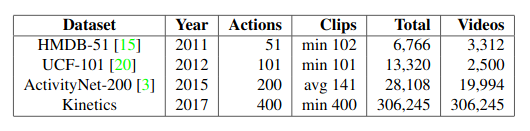 Dataset Year Actions Clips Total Videos
HMDB-51 [15] 2011 51 min 102 6,766 3,312
UCF-101 [20] 2012 101 min 101 13,320 2,500
ActivityNet-200 [3] 2015 200 avg 141 28,108 19,994
Kinetics 2017 400 min 400 306,245 306,245